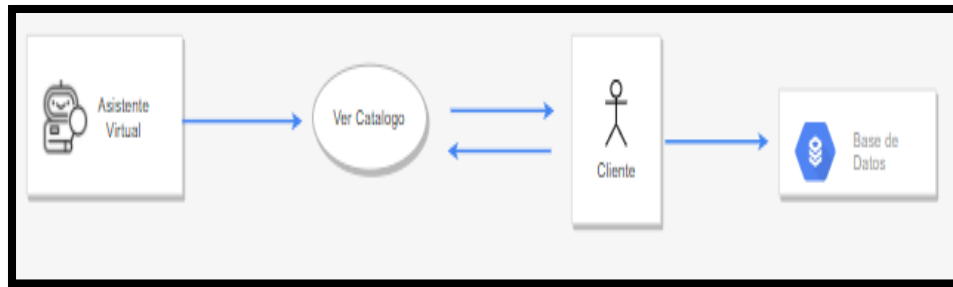 Asistente
Virtual
Ver Catalogo
Cliente
Base de
Datos